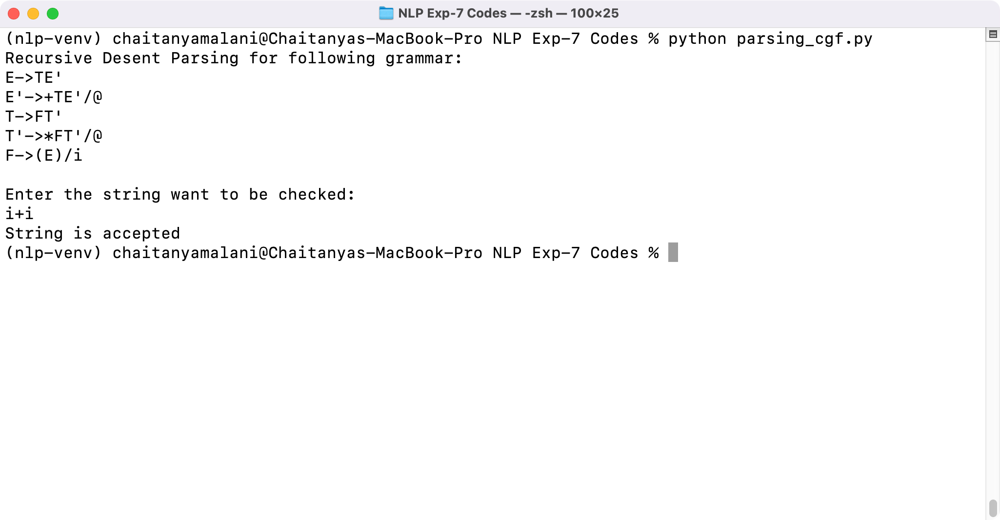 NLP Exp-7 Codes — -zsh — 100×25
(nlp-venv) chaitanyamalani@Chaitanyas-MacBook-Pro NLP Exp-7 Codes % python parsing_cgf.py
Recursive Desent Parsing for following grammar:
E->TE'
E'->+TE'/@
T->FT'
T'->*FT'/@
F->(E)/i
Enter the string want to be checked:
i+i
String is accepted
(nlp-venv) chaitanyamalani@Chaitanyas-MacBook-Pro NLP Exp-7 Codes %